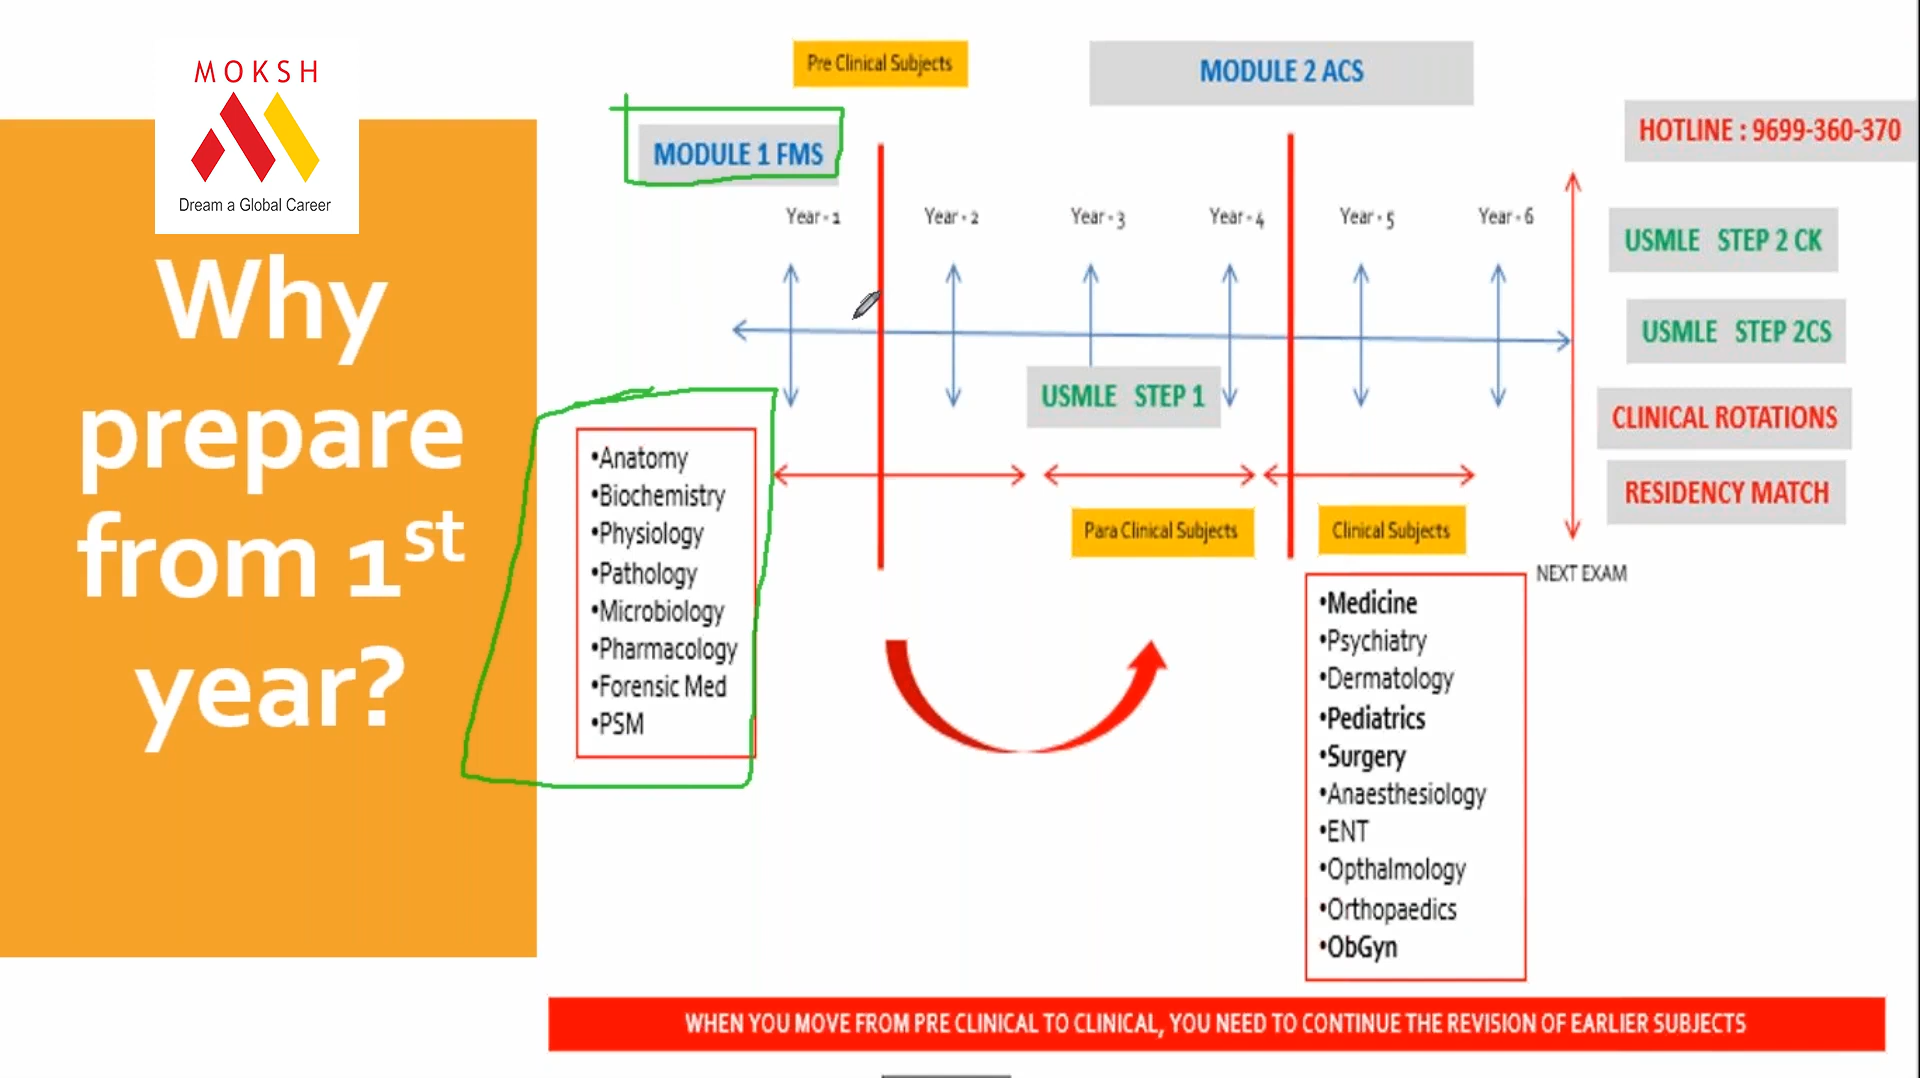 MOKSH
Dream a Global Career
Why
prepare
from 1st
year?
Pre Clinical Subjects
MODULE 2 ACS
MODULE 1 FMS
HOTLINE : 9699-360-370
Year - 1
Year - 2
Year - 3
Year - 4
Year - 5
Year - 6
USMLE STEP 2 CK
USMLE STEP 2CS
USMLE STEP 1
CLINICAL ROTATIONS
RESIDENCY MATCH
•Anatomy
•Biochemistry
•Physiology
•Pathology
•Microbiology
•Pharmacology
•Forensic Med
•PSM
Para Clinical Subjects
Clinical Subjects
NEXT EXAM
•Medicine
•Psychiatry
•Dermatology
•Pediatrics
•Surgery
•Anaesthesiology
•ENT
•Opthalmology
•Orthopaedics
•ObGyn
WHEN YOU MOVE FROM PRE CLINICAL TO CLINICAL, YOU NEED TO CONTINUE THE REVISION OF EARLIER SUBJECTS